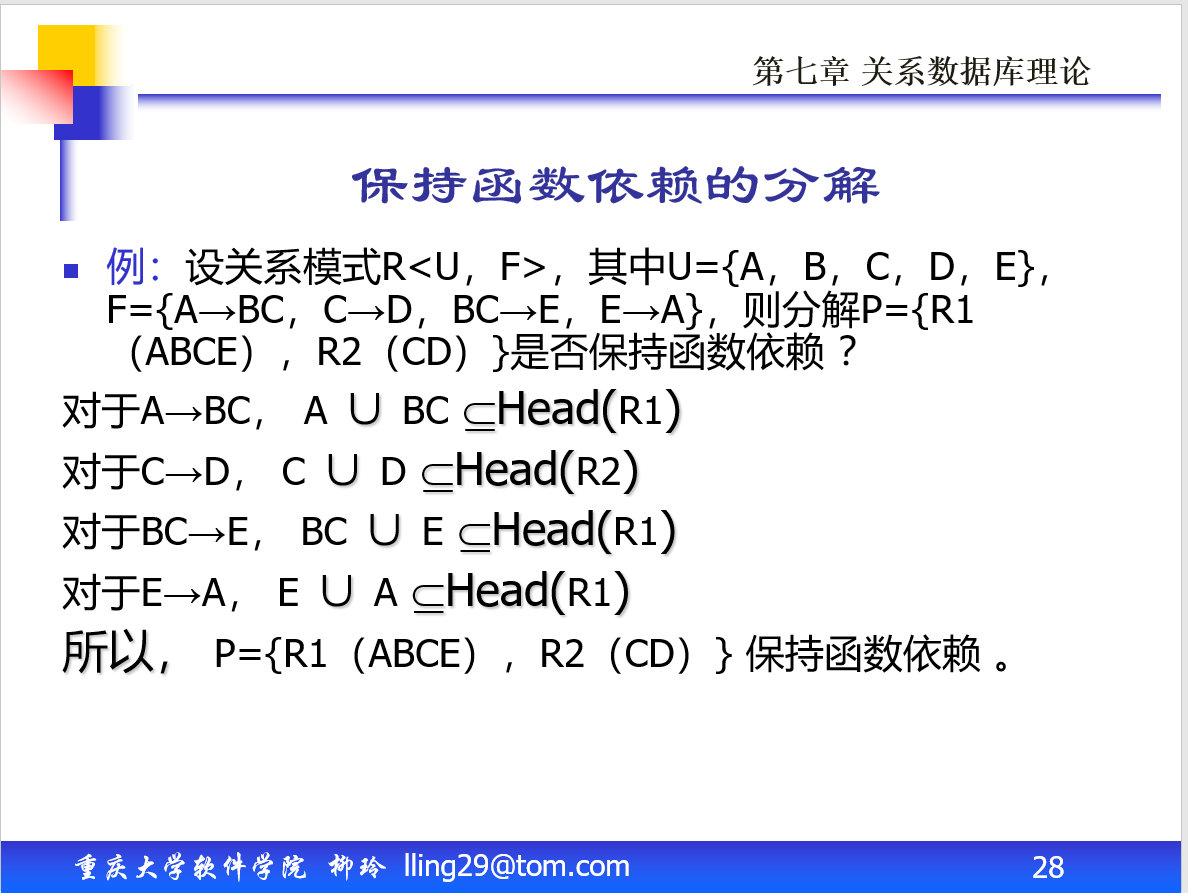 第七章 关系数据库理论
保持函数依赖的分解
例：设关系模式R<U，F>，其中U={A，B，C，D，E}，
F={A→BC，C→D，BC→E，E→A}，则分解P={R1
（ABCE），R2（CD）}是否保持函数依赖？
对于A→BC， A ∪ BC ⊆Head(R1)
对于C→D， C ∪ D ⊆Head(R2)
对于BC→E， BC ∪ E ⊆Head(R1)
对于E→A， E ∪ A ⊆Head(R1)
所以， P={R1（ABCE），R2（CD）} 保持函数依赖 。
重庆大学软件学院 柳玲 lling29@tom.com
28